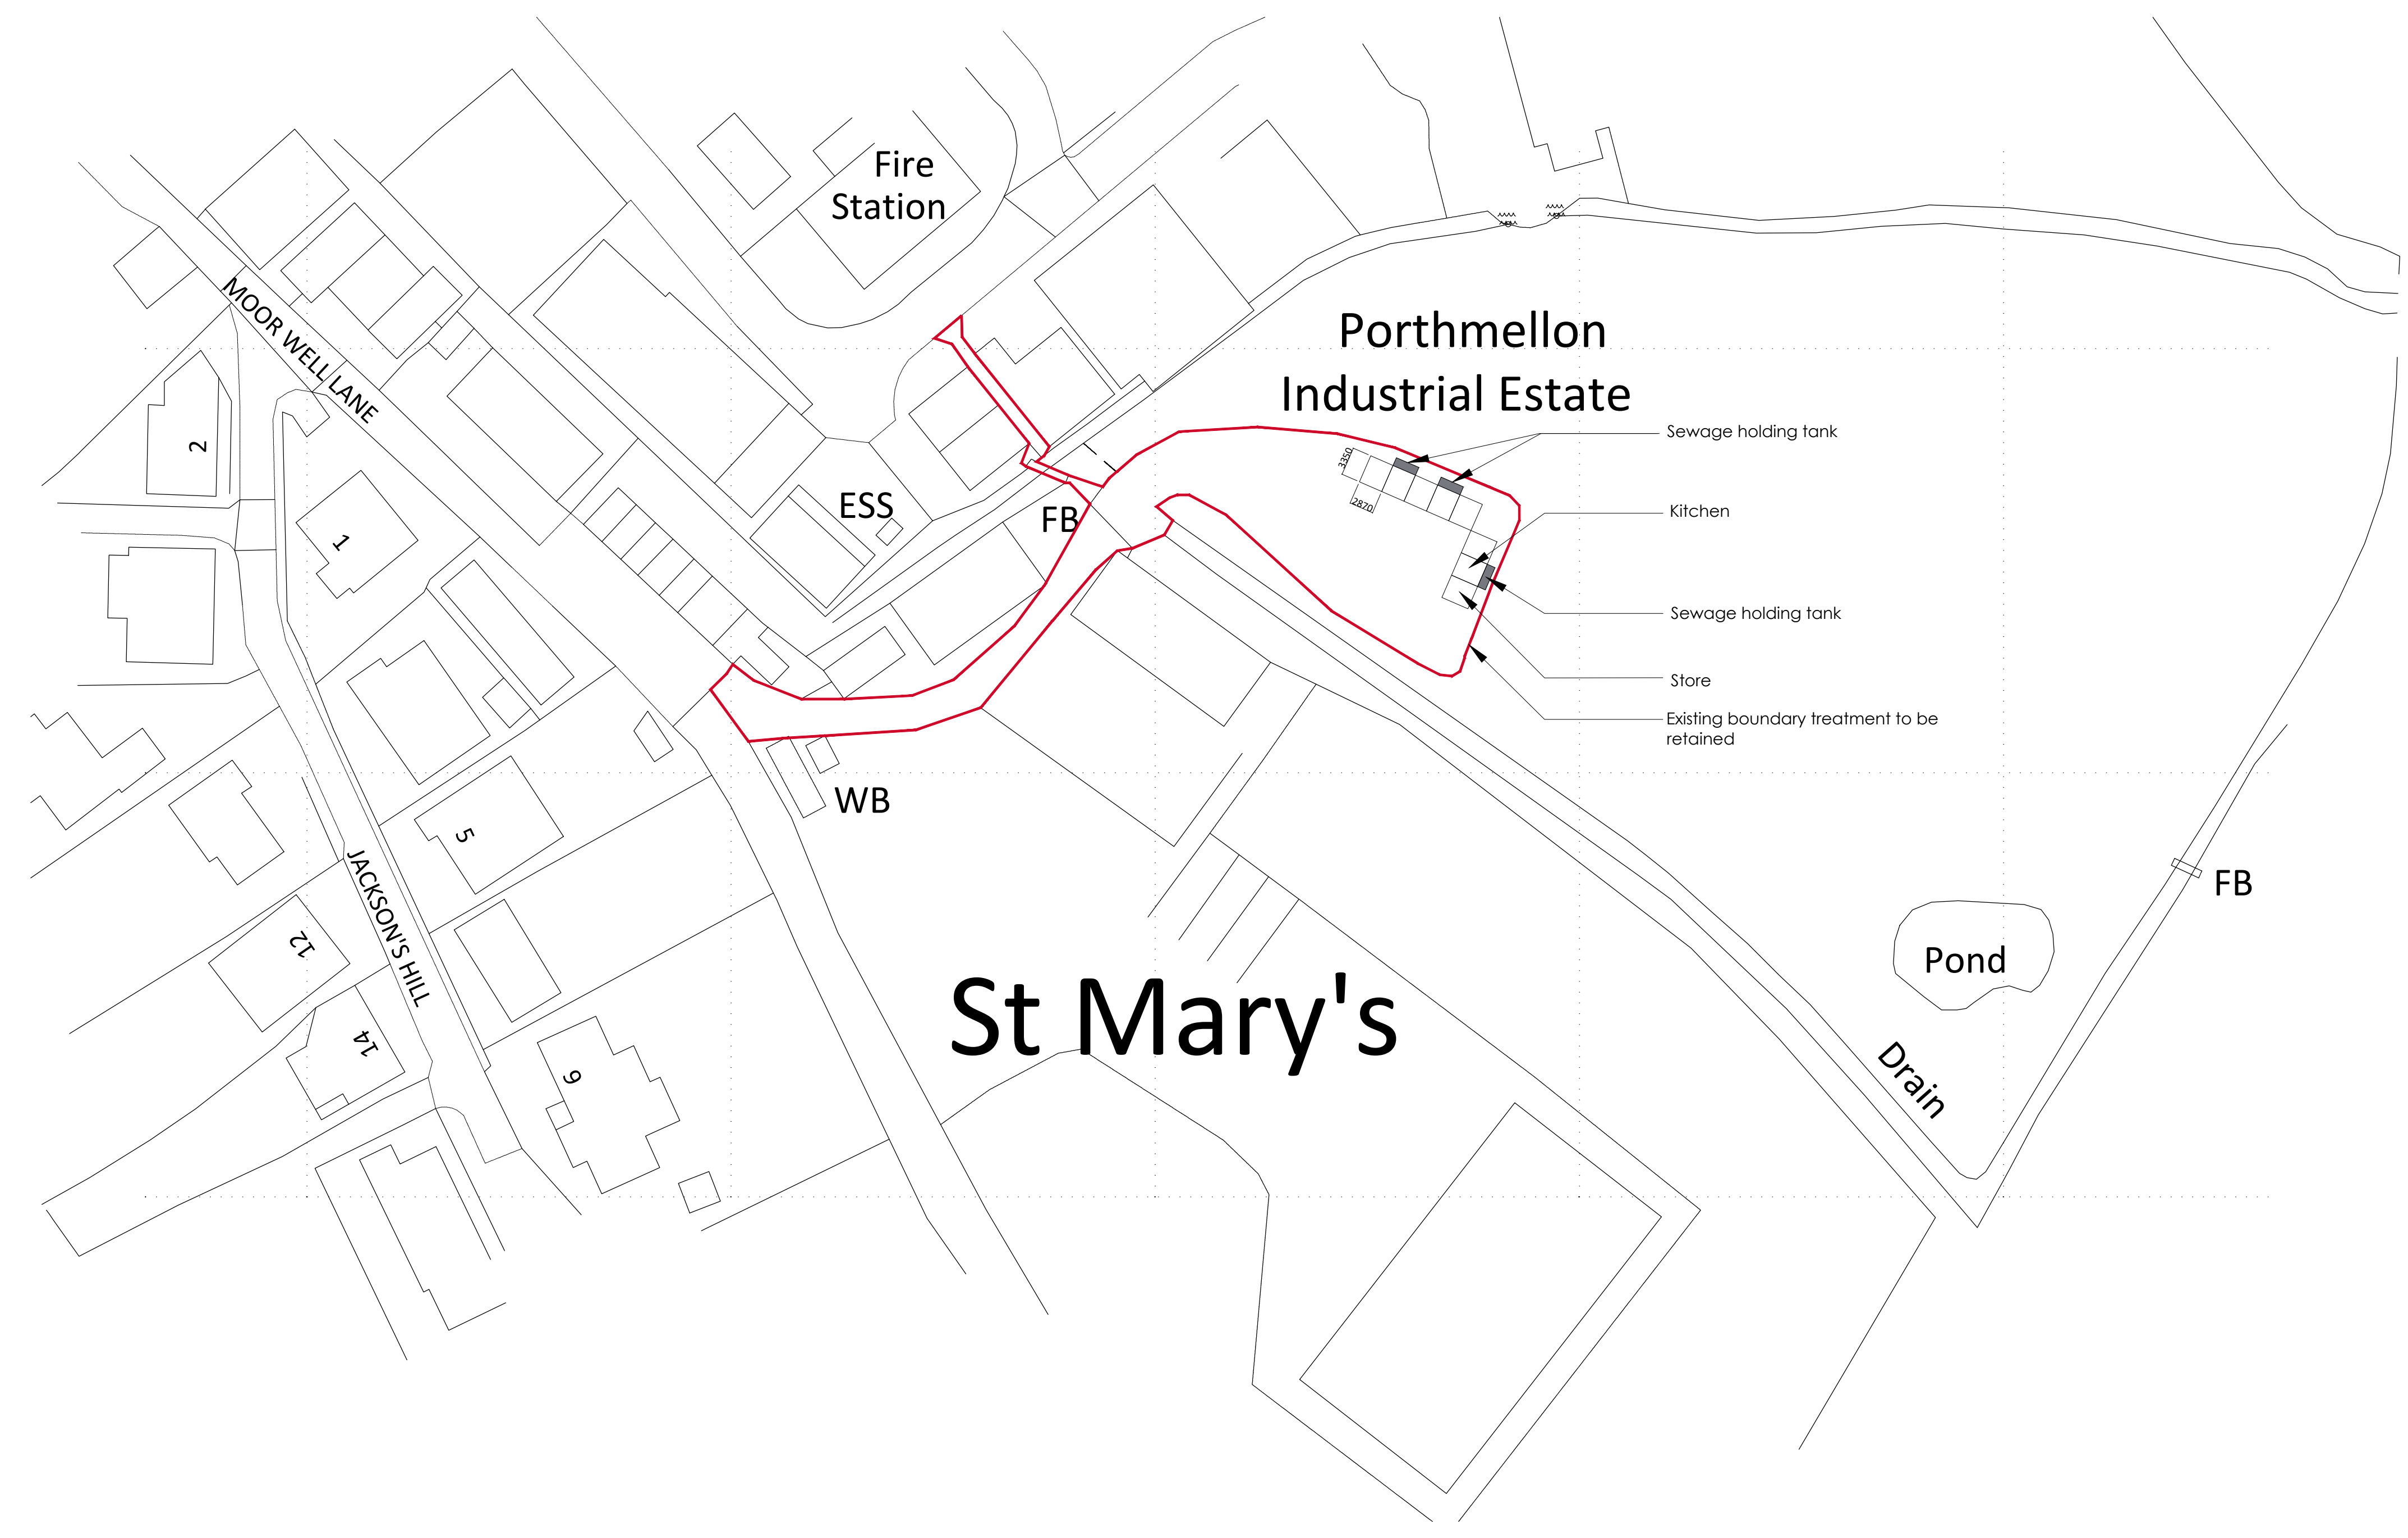 Fire
Station
MOOR WELL LANE
Porthmellon
Industrial Estate
Sewage holding tank
2
3350
2870
ESS
Kitchen
FB
1
Sewage holding tank
Store
Existing boundary treatment to be
retained
WB
5
JACKSON'S HILL
FB
12
Pond
St Mary's
14
9
Drain